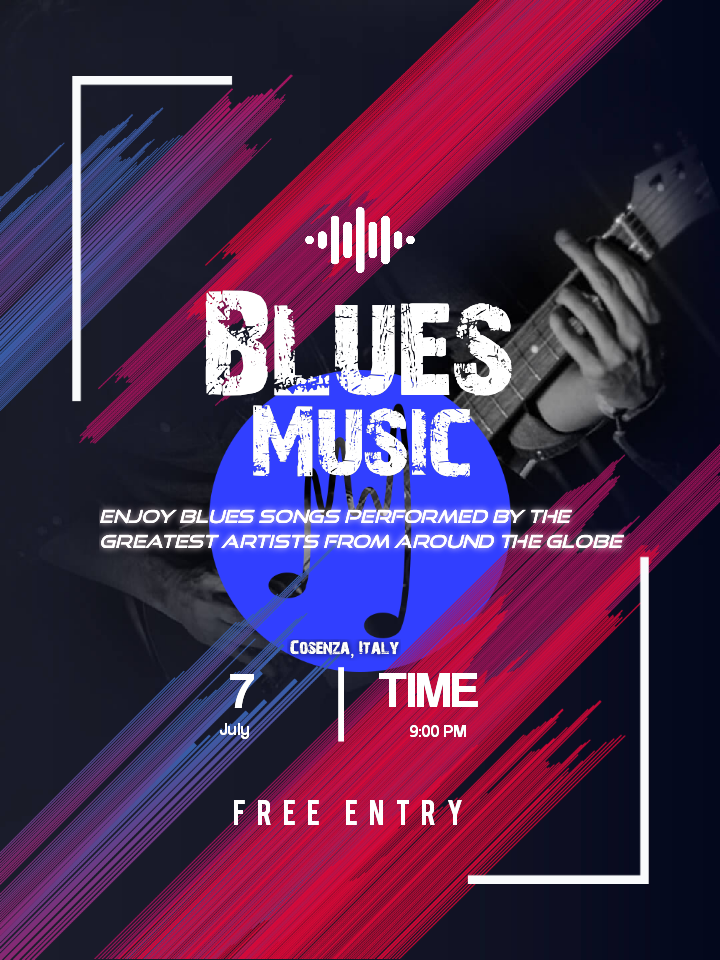 Blues
Music
ENJOY BLUES SONGS PERFORMED BY THE
GREATEST ARTISTS FROM AROUND THE GLOBE
Cosenza, Italy
7 TIME
July 9:00 PM
FREE ENTRY